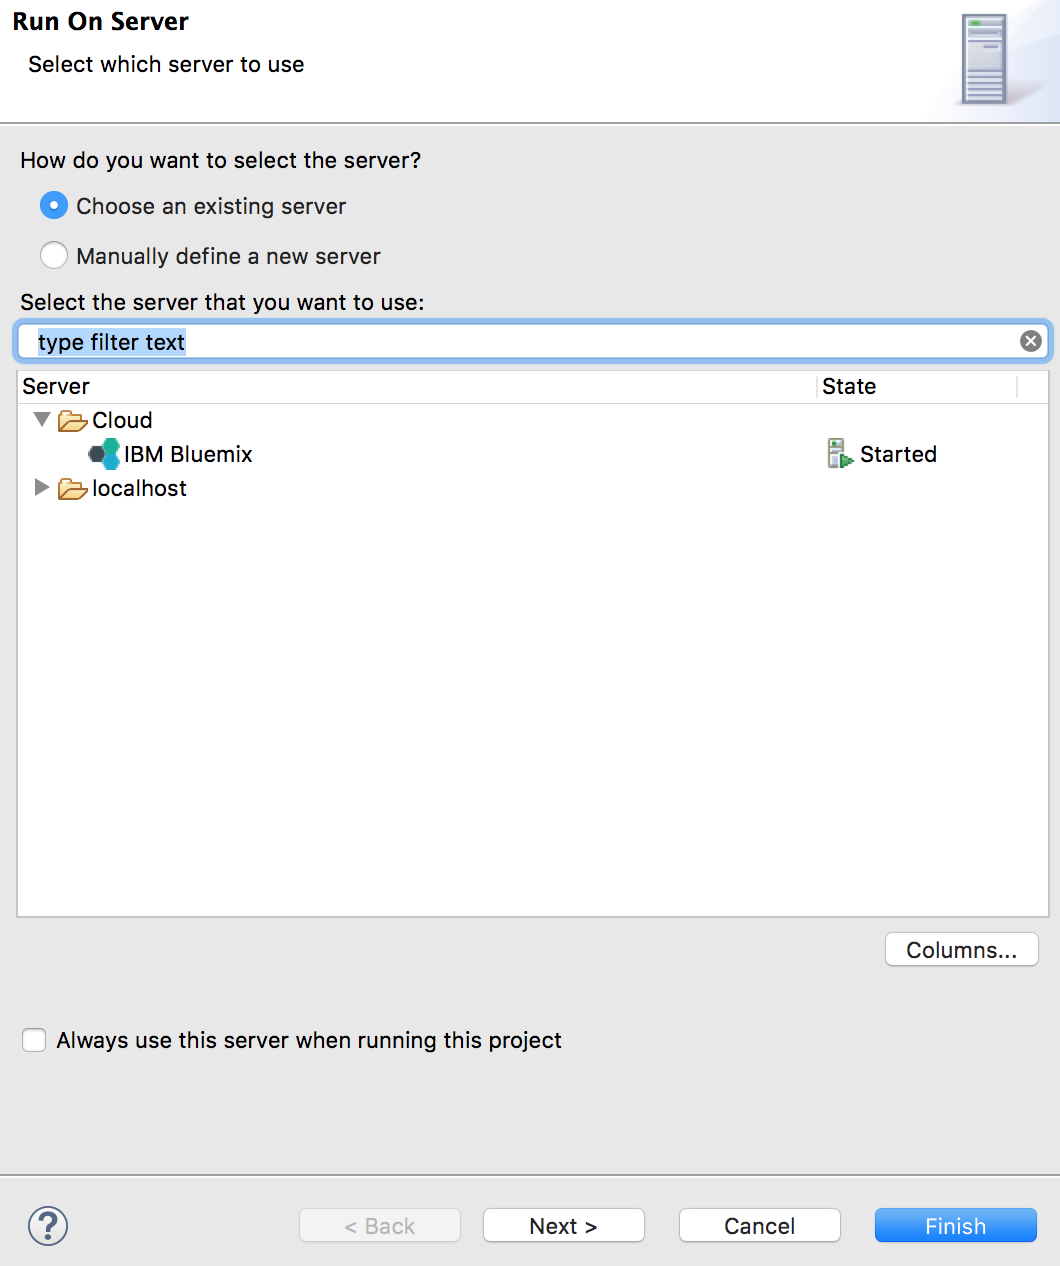 Run On Server
Select which server to use
How do you want to select the server?
Choose an existing server
Manually define a new server
Select the server that you want to use:
type filter text
Server State
Cloud
IBM Bluemix Started
localhost
Columns...
Always use this server when running this project
? < Back Next > Cancel Finish